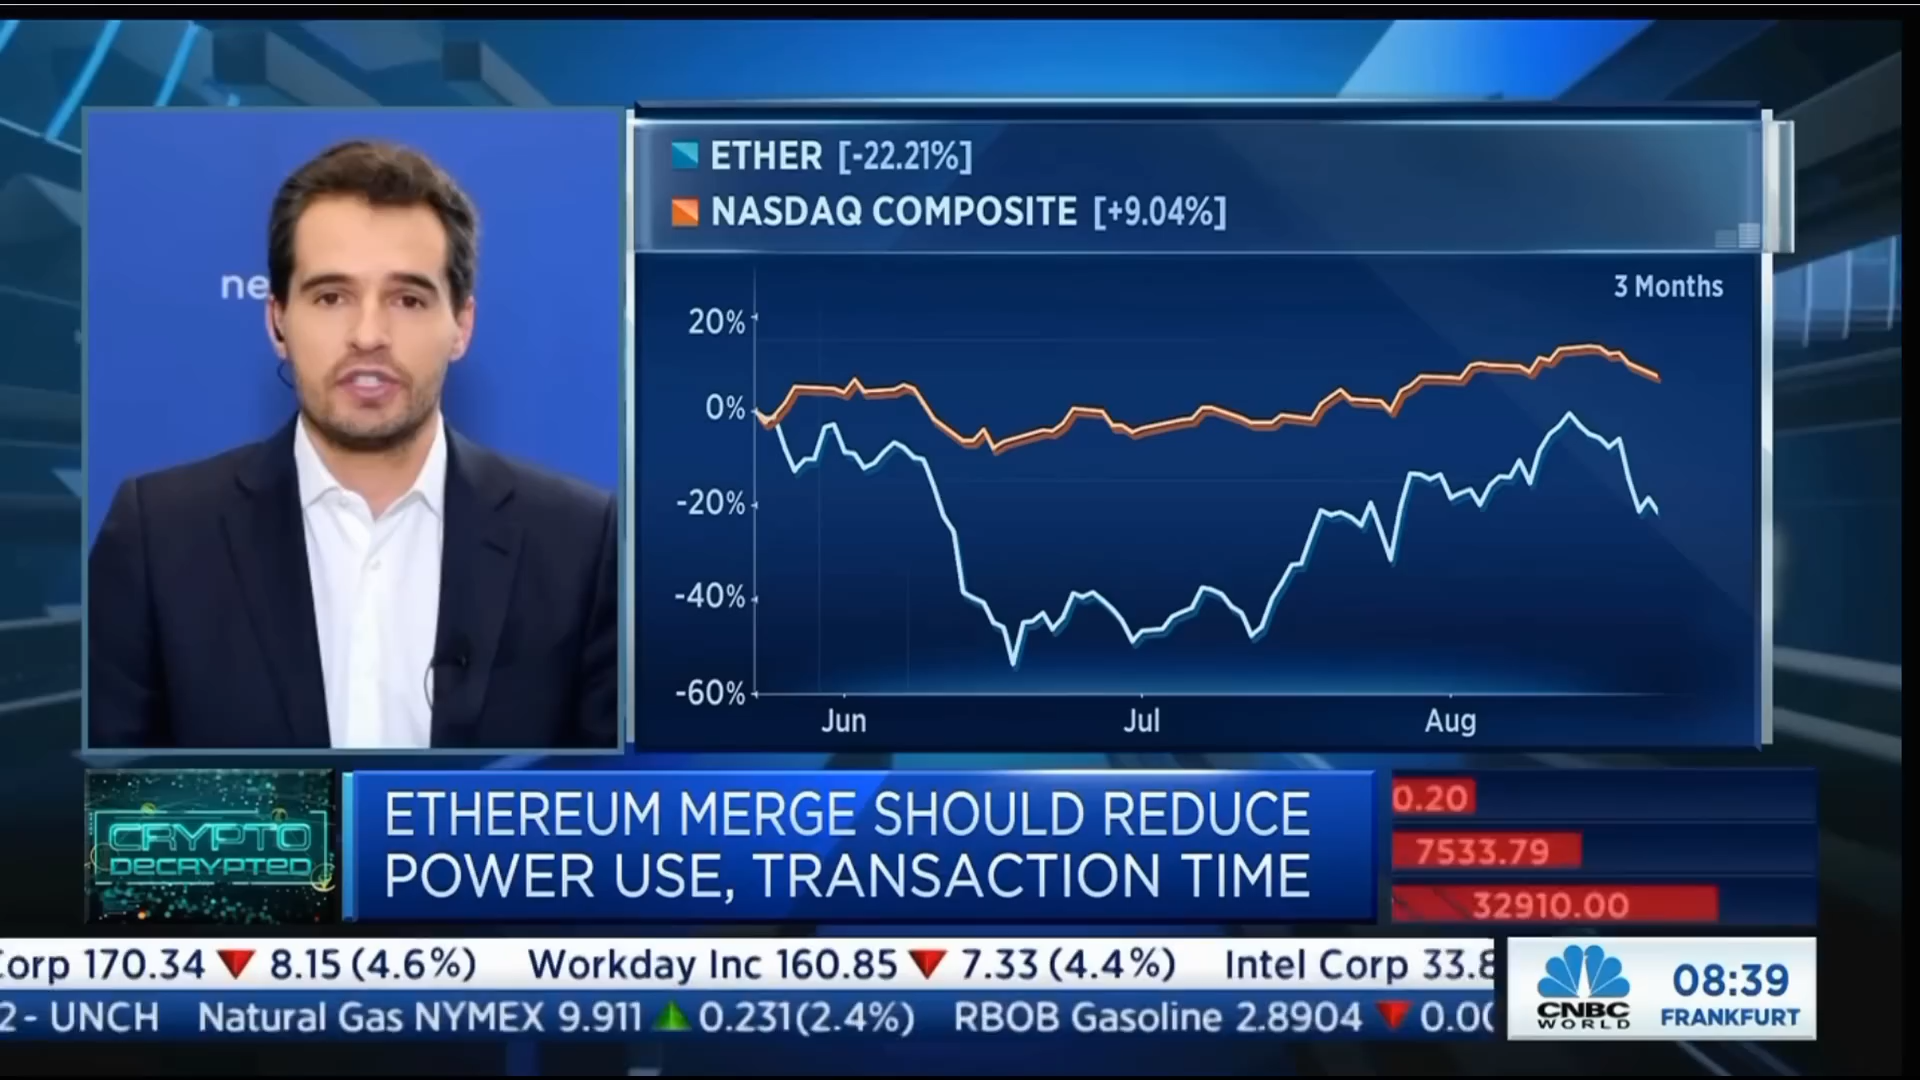 ne
ETHER [-22.21%]
NASDAQ COMPOSITE [+9.04%]
3 Months
20%
0%
-20%
-40%
-60%
Jun Jul Aug
CRYPTO
DECRYPTED
ETHEREUM MERGE SHOULD REDUCE
POWER USE, TRANSACTION TIME
0.20
7533.79
32910.00
Corp 170.34 ▼ 8.15 (4.6%) Workday Inc 160.85 ▼ 7.33 (4.4%) Intel Corp 33.8
2 - UNCH Natural Gas NYMEX 9.911 ▲ 0.231 (2.4%) RBOB Gasoline 2.8904 ▼ 0.00
CNBC
WORLD
08:39
FRANKFURT